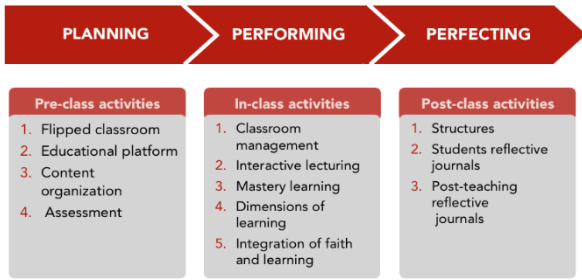 PLANNING
PERFORMING
PERFECTING
Pre-class activities
1. Flipped classroom
2. Educational platform
3. Content
organization
4. Assessment
In-class activities
1. Classroom
management
2. Interactive lecturing
3. Mastery learning
4. Dimensions of
learning
5. Integration of faith
and learning
Post-class activities
1. Structures
2. Students reflective
journals
3. Post-teaching
reflective
journals